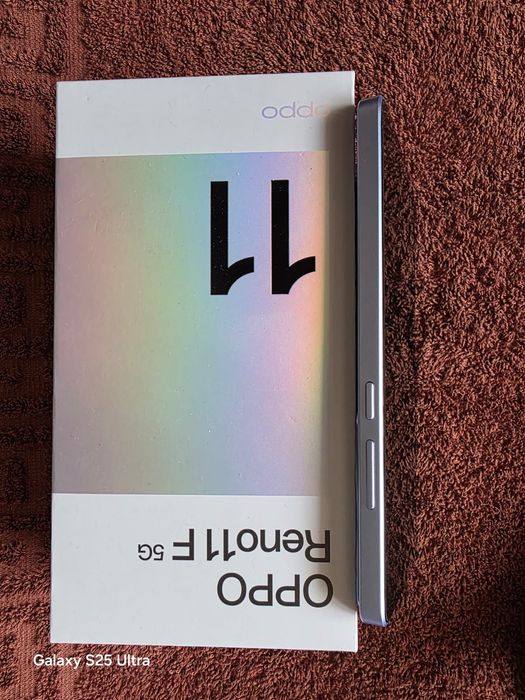 oppo
11
OPPO
Reno11 F 5G
Galaxy S25 Ultra